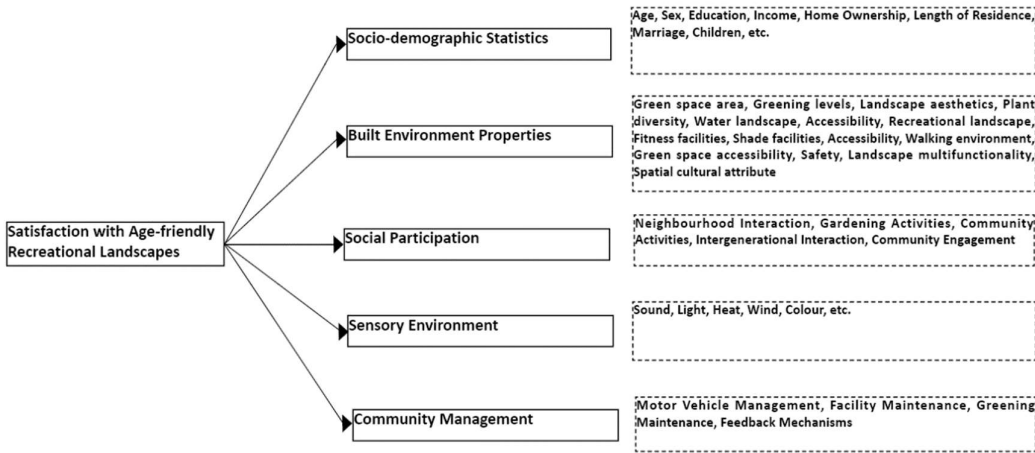 Socio-demographic Statistics
Age, Sex, Education, Income, Home Ownership, Length of Residence,
Marriage, Children, etc.
Built Environment Properties
Green space area, Greening levels, Landscape aesthetics, Plant
diversity, Water landscape, Accessibility, Recreational landscape,
Fitness facilities, Shade facilities, Accessibility, Walking environment,
Green space accessibility, Safety, Landscape multifunctionality,
Spatial cultural attribute
Satisfaction with Age-friendly
Recreational Landscapes
Social Participation
Neighbourhood Interaction, Gardening Activities, Community
Activities, Intergenerational Interaction, Community Engagement
Sensory Environment
Sound, Light, Heat, Wind, Colour, etc.
Community Management
Motor Vehicle Management, Facility Maintenance, Greening
Maintenance, Feedback Mechanisms